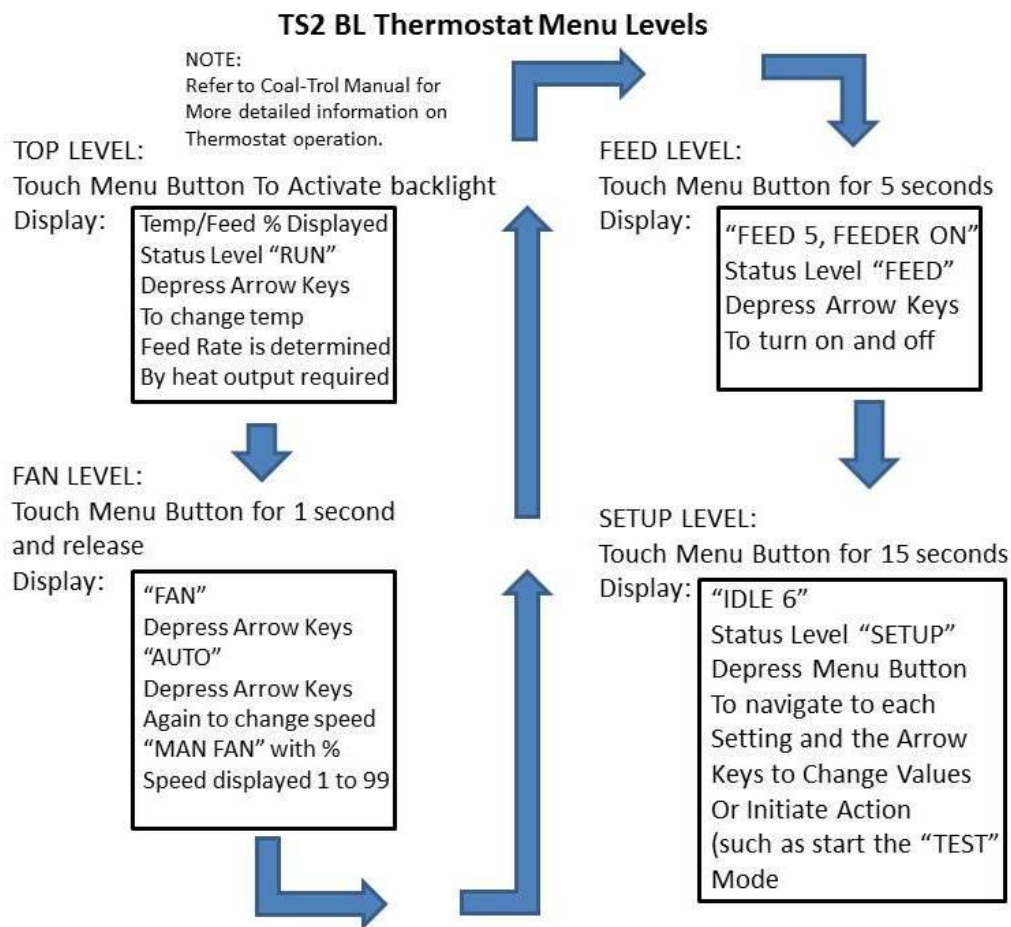 TS2 BL Thermostat Menu Levels
NOTE:
Refer to Coal-Trol Manual for
More detailed information on
Thermostat operation.
TOP LEVEL:
Touch Menu Button To Activate backlight
Display:
Temp/Feed % Displayed
Status Level “RUN”
Depress Arrow Keys
To change temp
Feed Rate is determined
By heat output required
FAN LEVEL:
Touch Menu Button for 1 second
and release
Display:
“FAN”
Depress Arrow Keys
“AUTO”
Depress Arrow Keys
Again to change speed
“MAN FAN” with %
Speed displayed 1 to 99
FEED LEVEL:
Touch Menu Button for 5 seconds
Display:
“FEED 5, FEEDER ON”
Status Level “FEED”
Depress Arrow Keys
To turn on and off
SETUP LEVEL:
Touch Menu Button for 15 seconds
Display:
“IDLE 6”
Status Level “SETUP”
Depress Menu Button
To navigate to each
Setting and the Arrow
Keys to Change Values
Or Initiate Action
(such as start the “TEST”
Mode